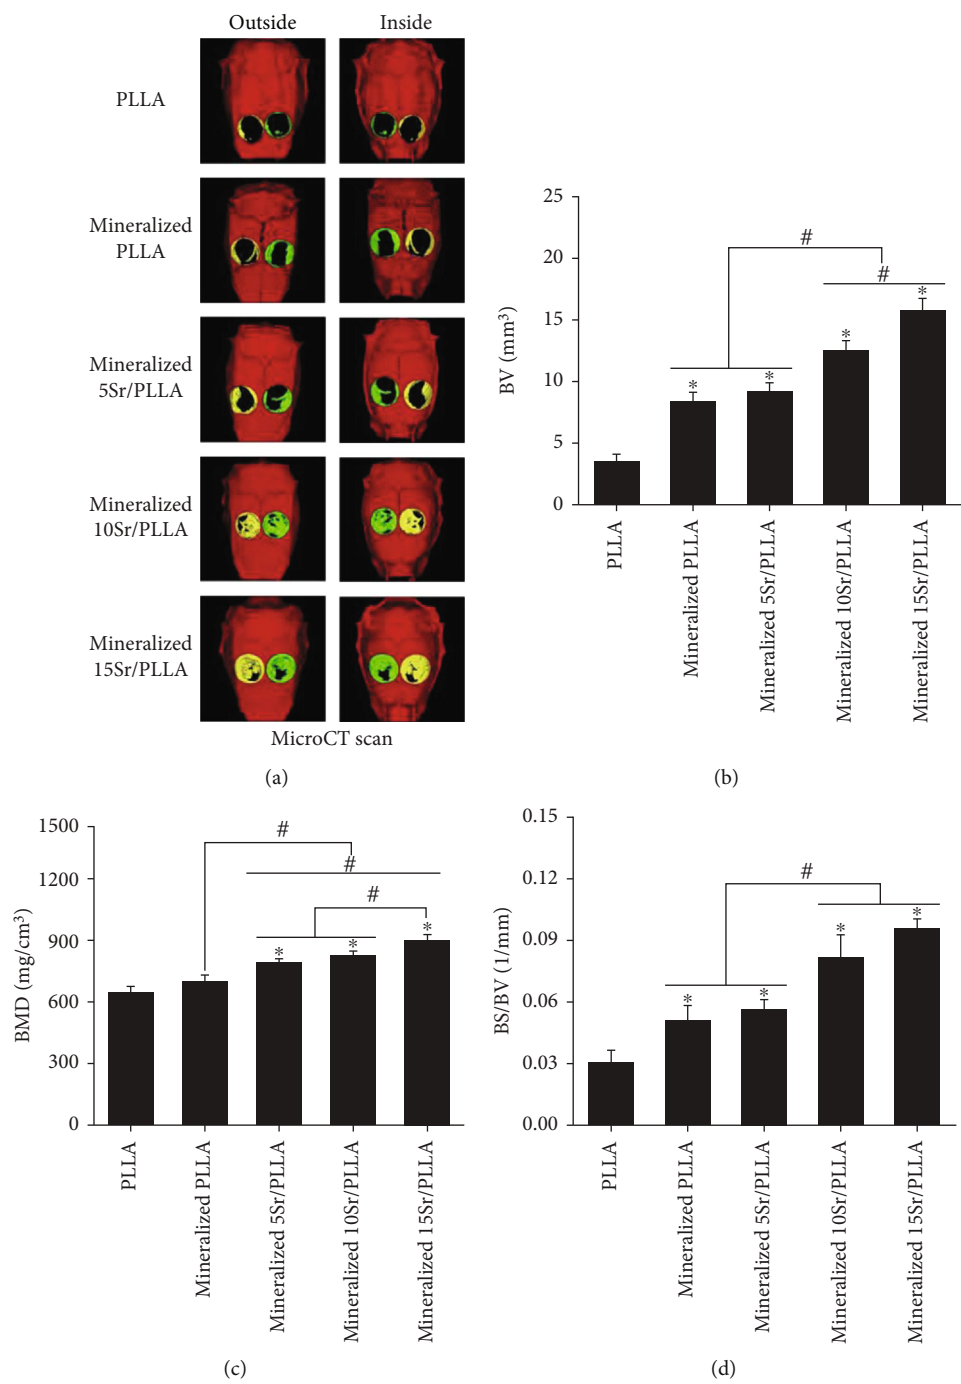 Outside
Inside
PLLA
Mineralized
PLLA
Mineralized
5Sr/PLLA
Mineralized
10Sr/PLLA
Mineralized
15Sr/PLLA
MicroCT scan
(a)
BV (mm³)
25
20
15
10
5
0
#
#
*
*
*
*
PLLA
Mineralized PLLA
Mineralized 5Sr/PLLA
Mineralized 10Sr/PLLA
Mineralized 15Sr/PLLA
(b)
BMD (mg/cm³)
1500
1200
900
600
300
0
#
#
#
*
*
*
PLLA
Mineralized PLLA
Mineralized 5Sr/PLLA
Mineralized 10Sr/PLLA
Mineralized 15Sr/PLLA
(c)
BS/BV (1/mm)
0.15
0.12
0.09
0.06
0.03
0.00
#
*
*
*
*
PLLA
Mineralized PLLA
Mineralized 5Sr/PLLA
Mineralized 10Sr/PLLA
Mineralized 15Sr/PLLA
(d)